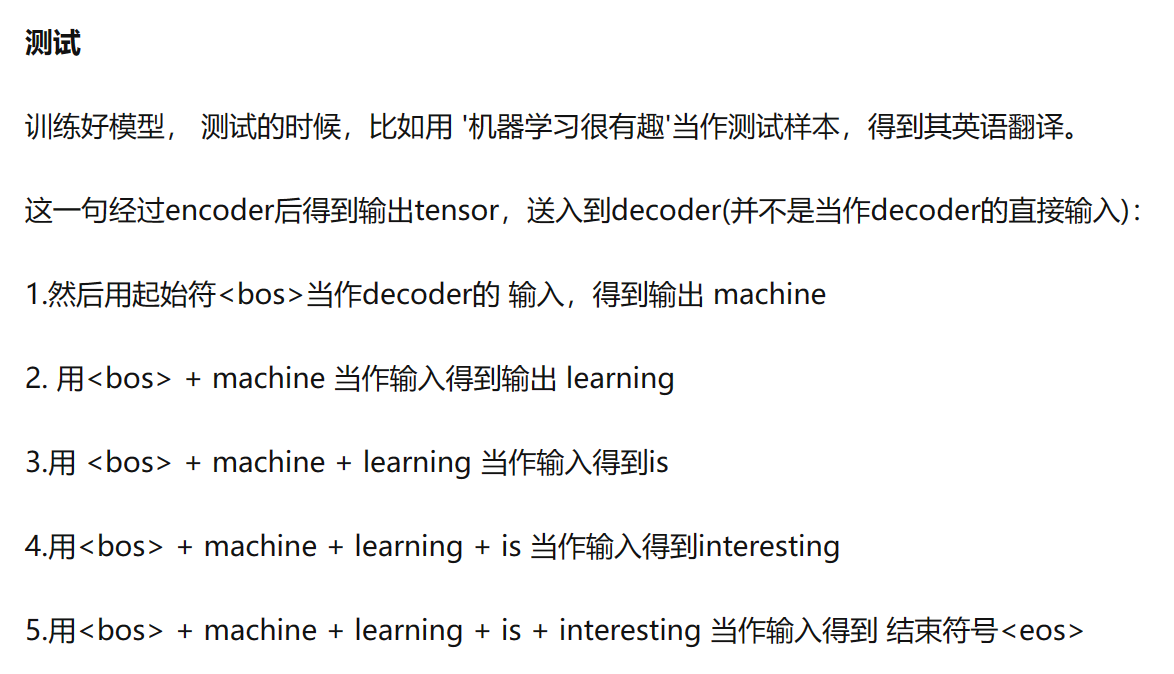 测试
训练好模型， 测试的时候，比如用 '机器学习很有趣'当作测试样本，得到其英语翻译。
这一句经过encoder后得到输出tensor，送入到decoder(并不是当作decoder的直接输入)：
1.然后用起始符<bos>当作decoder的 输入，得到输出 machine
2. 用<bos> + machine 当作输入得到输出 learning
3.用 <bos> + machine + learning 当作输入得到is
4.用<bos> + machine + learning + is 当作输入得到interesting
5.用<bos> + machine + learning + is + interesting 当作输入得到 结束符号<eos>